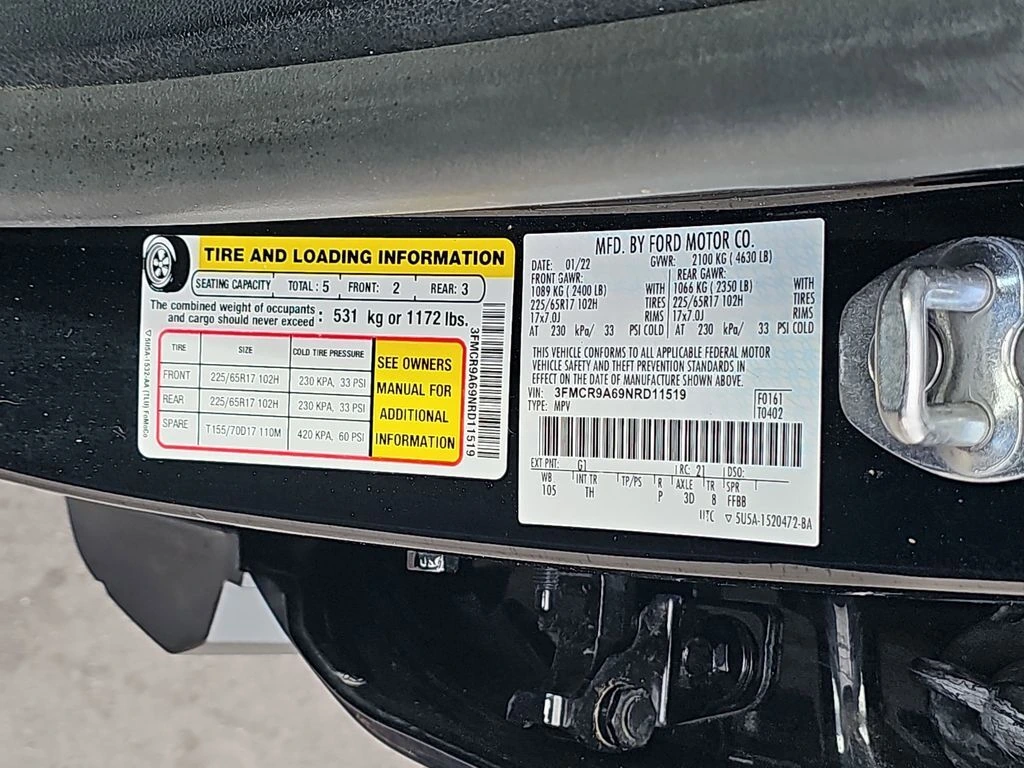 TIRE AND LOADING INFORMATION
SEATING CAPACITY TOTAL : 5 FRONT: 2 REAR: 3
The combined weight of occupants
and cargo should never exceed : 531 kg or 1172 lbs.
TIRE SIZE COLD TIRE PRESSURE
FRONT 225/65R17 102H 230 KPA, 33 PSI
REAR 225/65R17 102H 230 KPA, 33 PSI
SPARE T155/70D17 110M 420 KPA, 60 PSI
SEE OWNERS
MANUAL FOR
ADDITIONAL
INFORMATION
5U5A-1532-AA (TLU) FoMoCo
3FMCR9A69NRD11519
MFD. BY FORD MOTOR CO.
DATE: 01/22 GVWR: 2100 KG ( 4630 LB)
FRONT GAWR: REAR GAWR:
1089 KG ( 2400 LB) WITH 1066 KG ( 2350 LB) WITH
225/65R17 102H TIRES 225/65R17 102H TIRES
17x7.0J RIMS 17x7.0J RIMS
AT 230 kPa/ 33 PSI COLD AT 230 kPa/ 33 PSI COLD
THIS VEHICLE CONFORMS TO ALL APPLICABLE FEDERAL MOTOR
VEHICLE SAFETY AND THEFT PREVENTION STANDARDS IN
EFFECT ON THE DATE OF MANUFACTURE SHOWN ABOVE.
VIN: 3FMCR9A69NRD11519 F0161
TYPE: MPV T0402
EXT PNT: G1 RC: 21 DSO:
WB INT TR TP/PS R AXLE TR SPR
105 TH P 3D 8 FFBB
UTC ▽ 5U5A-1520472-BA